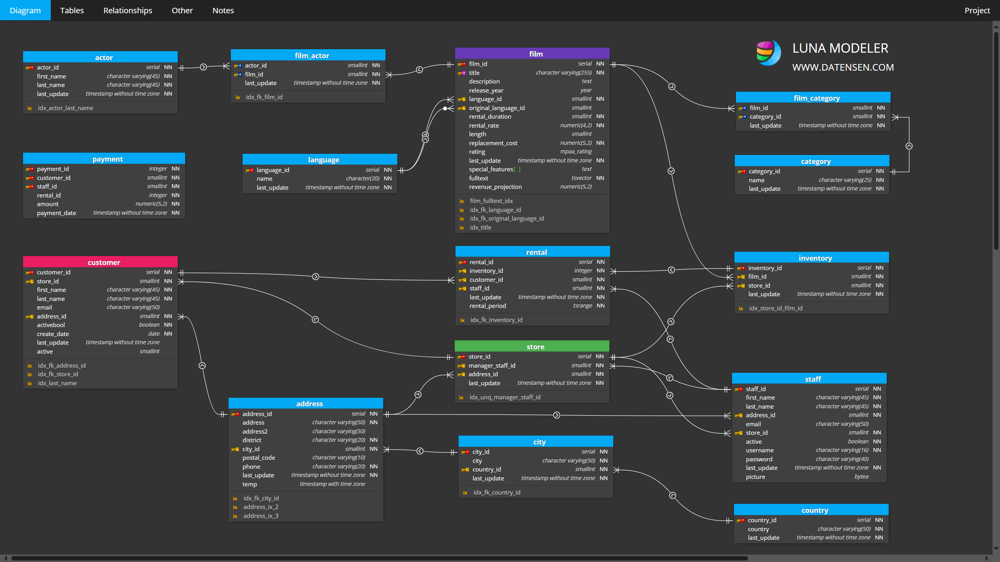 Diagram Tables Relationships Other Notes Project
LUNA MODELER
WWW.DATENSEN.COM
actor
actor_id serial NN
first_name character varying(45) NN
last_name character varying(45) NN
last_update timestamp without time zone NN
ix idx_actor_last_name
film_actor
actor_id smallint NN
film_id smallint NN
last_update timestamp without time zone NN
ix idx_fk_film_id
film
film_id serial NN
title character varying(255) NN
description text
release_year year
language_id smallint NN
original_language_id smallint
rental_duration smallint NN
rental_rate numeric(4,2) NN
length smallint
replacement_cost numeric(5,2) NN
rating mpaa_rating
last_update timestamp without time zone NN
special_features[ ] text
fulltext tsvector NN
revenue_projection numeric(5,2)
ix film_fulltext_idx
ix idx_fk_language_id
ix idx_fk_original_language_id
ix idx_title
film_category
film_id smallint NN
category_id smallint NN
last_update timestamp without time zone NN
payment
payment_id integer NN
customer_id smallint NN
staff_id smallint NN
rental_id integer NN
amount numeric(5,2) NN
payment_date timestamp without time zone NN
language
language_id serial NN
name character(20) NN
last_update timestamp without time zone NN
category
category_id serial NN
name character varying(25) NN
last_update timestamp without time zone NN
customer
customer_id serial NN
store_id smallint NN
first_name character varying(45) NN
last_name character varying(45) NN
email character varying(50)
address_id smallint NN
activebool boolean NN
create_date date NN
last_update timestamp without time zone
active smallint
ix idx_fk_address_id
ix idx_fk_store_id
ix idx_last_name
rental
rental_id serial NN
inventory_id integer NN
customer_id smallint NN
staff_id smallint NN
last_update timestamp without time zone NN
rental_period tsrange NN
ix idx_fk_inventory_id
inventory
inventory_id serial NN
film_id smallint NN
store_id smallint NN
last_update timestamp without time zone NN
ix idx_store_id_film_id
store
store_id serial NN
manager_staff_id smallint NN
address_id smallint NN
last_update timestamp without time zone NN
ix idx_unq_manager_staff_id
staff
staff_id serial NN
first_name character varying(45) NN
last_name character varying(45) NN
address_id smallint NN
email character varying(50)
store_id smallint NN
active boolean NN
username character varying(16) NN
password character varying(40)
last_update timestamp without time zone NN
picture bytea
address
address_id serial NN
address character varying(50) NN
address2 character varying(50)
district character varying(20) NN
city_id smallint NN
postal_code character varying(10)
phone character varying(20) NN
last_update timestamp without time zone NN
temp timestamp with time zone
ix idx_fk_city_id
ix address_ix_2
ix address_ix_3
city
city_id serial NN
city character varying(50) NN
country_id smallint NN
last_update timestamp without time zone NN
ix idx_fk_country_id
country
country_id serial NN
country character varying(50) NN
last_update timestamp without time zone NN